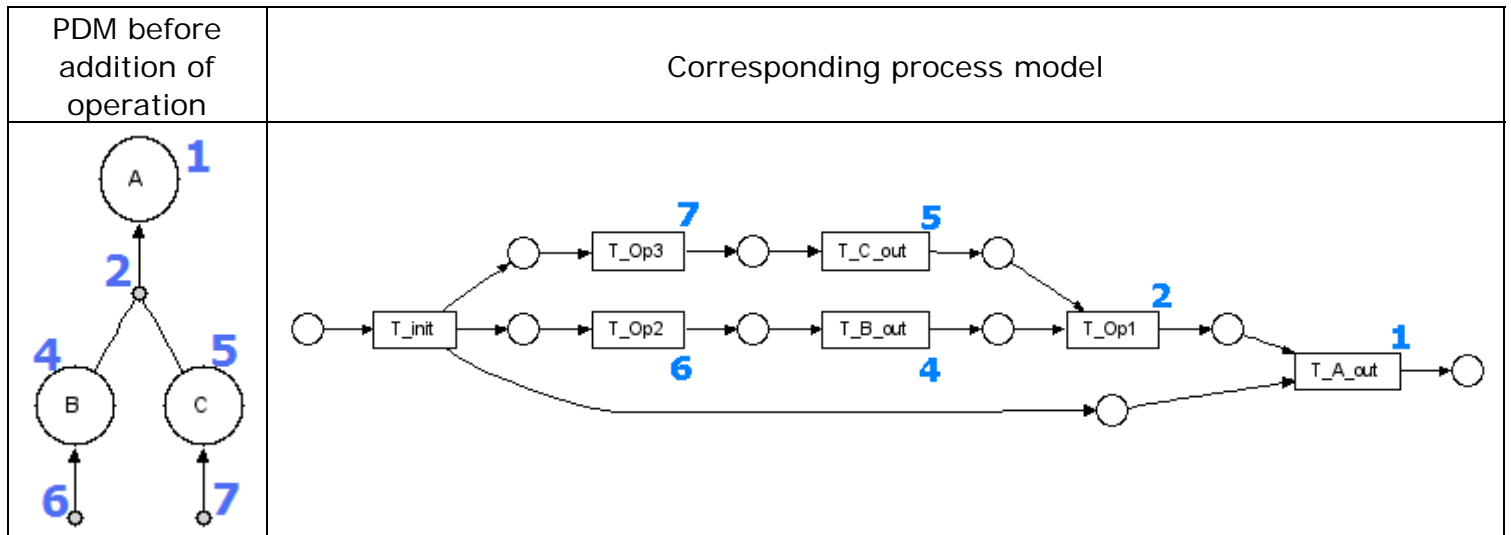 PDM before
addition of
operation
Corresponding process model
1
A
2
4
5
B
C
6
7
7
5
T_Op3
T_C_out
2
T_init
T_Op2
T_B_out
T_Op1
6
4
1
T_A_out